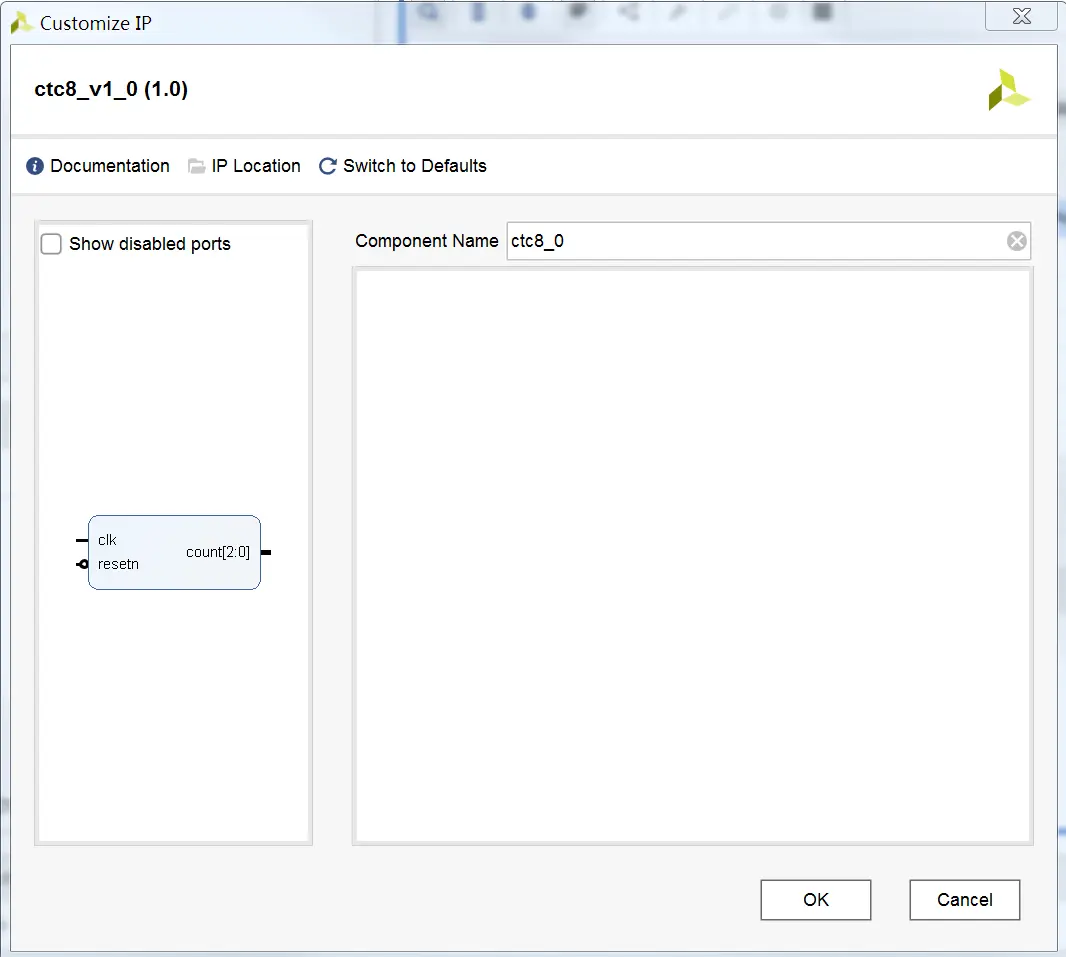 Customize IP
ctc8_v1_0 (1.0)
Documentation IP Location Switch to Defaults
Show disabled ports
Component Name ctc8_0
clk
count[2:0]
resetn
OK Cancel